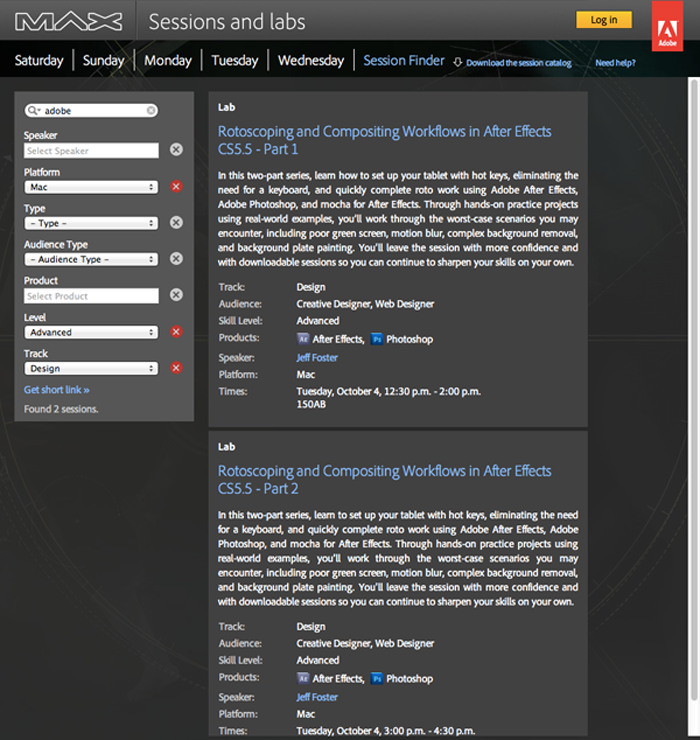 MAX Sessions and labs Log in
Adobe
Saturday Sunday Monday Tuesday Wednesday Session Finder Download the session catalog Need help?
adobe
Speaker
Select Speaker
Platform
Mac
Type
- Type -
Audience Type
- Audience Type -
Product
Select Product
Level
Advanced
Track
Design
Get short link »
Found 2 sessions.
Lab
Rotoscoping and Compositing Workflows in After Effects
CS5.5 - Part 1
In this two-part series, learn how to set up your tablet with hot keys, eliminating the
need for a keyboard, and quickly complete roto work using Adobe After Effects,
Adobe Photoshop, and mocha for After Effects. Through hands-on practice projects
using real-world examples, you'll work through the worst-case scenarios you may
encounter, including poor green screen, motion blur, complex background removal,
and background plate painting. You'll leave the session with more confidence and
with downloadable sessions so you can continue to sharpen your skills on your own.
Track: Design
Audience: Creative Designer, Web Designer
Skill Level: Advanced
Products: Ae After Effects, Ps Photoshop
Speaker: Jeff Foster
Platform: Mac
Times: Tuesday, October 4, 12:30 p.m. - 2:00 p.m.
150AB
Lab
Rotoscoping and Compositing Workflows in After Effects
CS5.5 - Part 2
In this two-part series, learn to set up your tablet with hot keys, eliminating the need
for a keyboard, and quickly complete roto work using Adobe After Effects, Adobe
Photoshop, and mocha for After Effects. Through hands-on practice projects using
real-world examples, you'll work through the worst-case scenarios you may
encounter, including poor green screen, motion blur, complex background removal,
and background plate painting. You'll leave the session with more confidence and
with downloadable sessions so you can continue to sharpen your skills on your own.
Track: Design
Audience: Creative Designer, Web Designer
Skill Level: Advanced
Products: Ae After Effects, Ps Photoshop
Speaker: Jeff Foster
Platform: Mac
Times: Tuesday, October 4, 3:00 p.m. - 4:30 p.m.